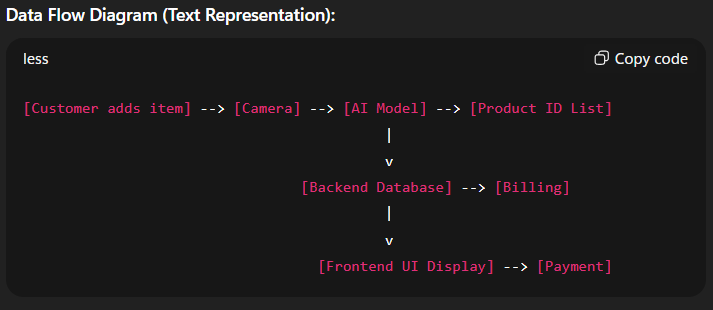 Data Flow Diagram (Text Representation):
less Copy code
[Customer adds item] --> [Camera] --> [AI Model] --> [Product ID List]
|
v
[Backend Database] --> [Billing]
|
v
[Frontend UI Display] --> [Payment]